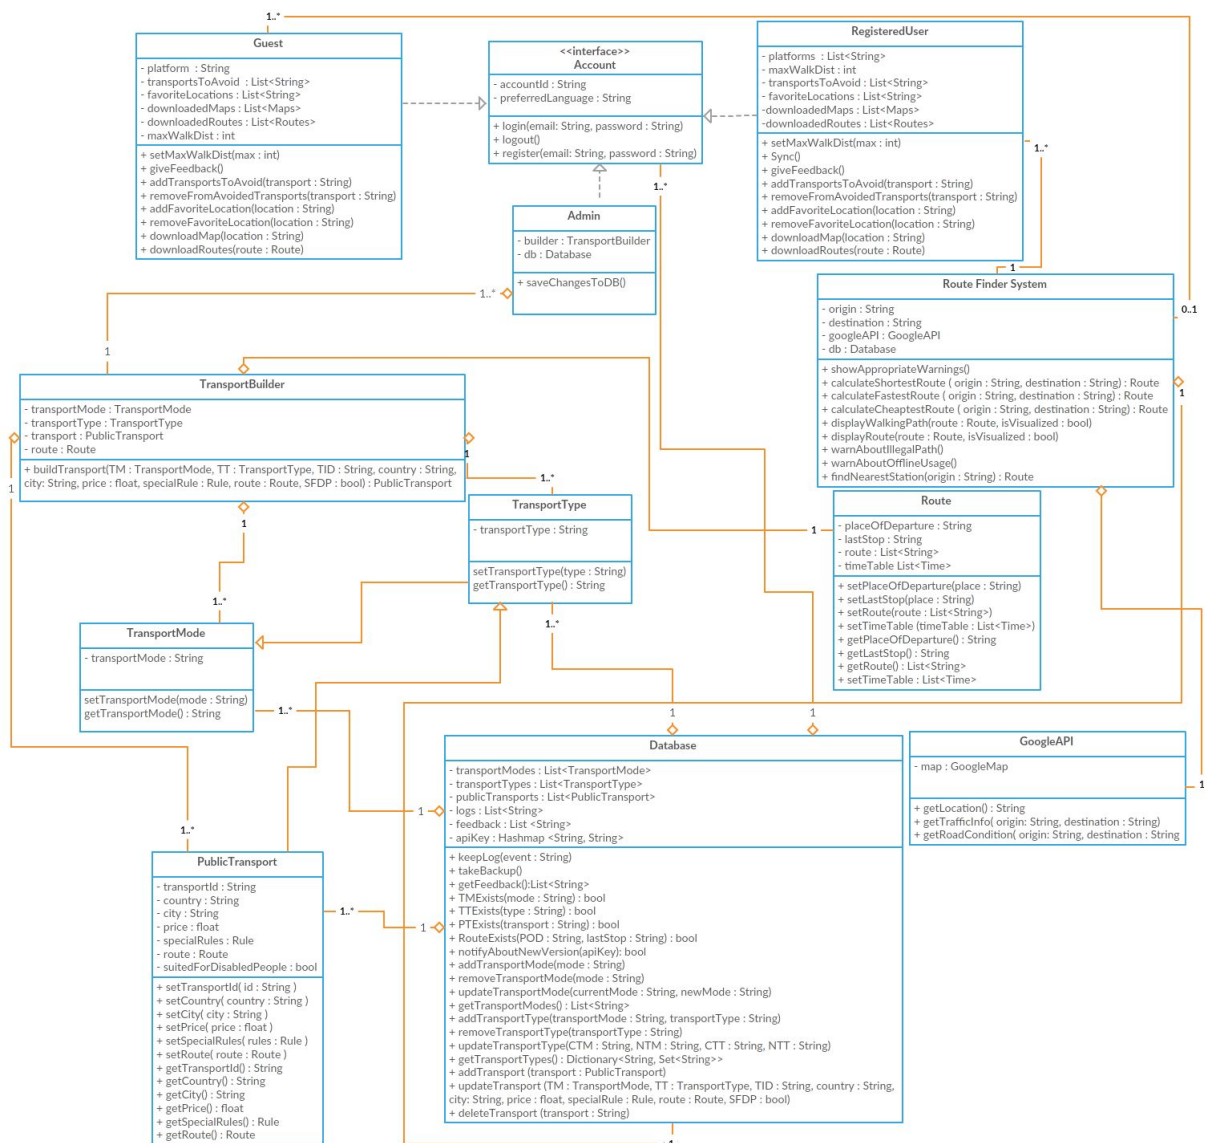 1..*
Guest
- platform : String
- transportsToAvoid : List<String>
- favoriteLocations : List<String>
- downloadedMaps : List<Maps>
- downloadedRoutes : List<Routes>
- maxWalkDist : int
+ setMaxWalkDist(max : int)
+ giveFeedback()
+ addTransportsToAvoid(transport : String)
+ removeFromAvoidedTransports(transport : String)
+ addFavoriteLocation(location : String)
+ removeFavoriteLocation(location : String)
+ downloadMap(location : String)
+ downloadRoutes(route : Route)
<<interface>>
Account
- accountId : String
- preferredLanguage : String
+ login(email: String, password : String)
+ logout()
+ register(email: String, password : String)
1..*
RegisteredUser
- platforms : List<String>
- maxWalkDist : int
- transportsToAvoid : List<String>
- favoriteLocations : List<String>
-downloadedMaps : List<Maps>
-downloadedRoutes : List<Routes>
+ setMaxWalkDist(max : int)
+ Sync()
+ giveFeedback()
+ addTransportsToAvoid(transport : String)
+ removeFromAvoidedTransports(transport : String)
+ addFavoriteLocation(location : String)
+ removeFavoriteLocation(location : String)
+ downloadMap(location : String)
+ downloadRoutes(route : Route)
1..*
1
Admin
- builder : TransportBuilder
- db : Database
+ saveChangesToDB()
1..*
1
Route Finder System
- origin : String
- destination : String
- googleAPI : GoogleAPI
- db : Database
+ showAppropriateWarnings()
+ calculateShortestRoute ( origin : String, destination : String) : Route
+ calculateFastestRoute ( origin : String, destination : String) : Route
+ calculateCheaptestRoute ( origin : String, destination : String) : Route
+ displayWalkingPath(route : Route, isVisualized : bool)
+ displayRoute(route : Route, isVisualized : bool)
+ warnAboutIllegalPath()
+ warnAboutOfflineUsage()
+ findNearestStation(origin : String) : Route
0..1
1
TransportBuilder
- transportMode : TransportMode
- transportType : TransportType
- transport : PublicTransport
- route : Route
+ buildTransport(TM : TransportMode, TT : TransportType, TID : String, country : String,
city: String, price : float, specialRule : Rule, route : Route, SFDP : bool) : PublicTransport
1
1
1..*
1
1..*
TransportType
- transportType : String
setTransportType(type : String)
getTransportType() : String
1..*
1
Route
- placeOfDeparture : String
- lastStop : String
- route : List<String>
- timeTable List<Time>
+ setPlaceOfDeparture(place : String)
+ setLastStop(place : String)
+ setRoute(route : List<String>)
+ setTimeTable (timeTable : List<Time>)
+ getPlaceOfDeparture() : String
+ getLastStop() : String
+ getRoute() : List<String>
+ setTimeTable : List<Time>
TransportMode
- transportMode : String
setTransportMode(mode : String)
getTransportMode() : String
1..*
1
1
1
Database
- transportModes : List<TransportMode>
- transportTypes : List<TransportType>
- publicTransports : List<PublicTransport>
- logs : List<String>
- feedback : List <String>
- apiKey : Hashmap <String, String>
+ keepLog(event : String)
+ takeBackup()
+ getFeedback():List<String>
+ TMExists(mode : String) : bool
+ TTExists(type : String) : bool
+ PTExists(transport : String) : bool
+ RouteExists(POD : String, lastStop : String) : bool
+ notifyAboutNewVersion(apiKey): bool
+ addTransportMode(mode : String)
+ removeTransportMode(mode : String)
+ updateTransportMode(currentMode : String, newMode : String)
+ getTransportModes() : List<String>
+ addTransportType(transportMode : String, transportType : String)
+ removeTransportType(transportType : String)
+ updateTransportType(CTM : String, NTM : String, CTT : String, NTT : String)
+ getTransportTypes() : Dictionary<String, Set<String>>
+ addTransport (transport : PublicTransport)
+ updateTransport (TM : TransportMode, TT : TransportType, TID : String, country : String,
city: String, price : float, specialRule : Rule, route : Route, SFDP : bool)
+ deleteTransport (transport : String)
1
GoogleAPI
- map : GoogleMap
+ getLocation() : String
+ getTrafficInfo( origin: String, destination : String)
+ getRoadCondition( origin: String, destination : String
1
1..*
PublicTransport
- transportId : String
- country : String
- city : String
- price : float
- specialRules : Rule
- route : Route
- suitedForDisabledPeople : bool
+ setTransportId( id : String )
+ setCountry( country : String )
+ setCity( city : String )
+ setPrice( price : float )
+ setSpecialRules( rules : Rule )
+ setRoute( route : Route )
+ getTransportId() : String
+ getCountry() : String
+ getCity() : String
+ getPrice() : float
+ getSpecialRules() : Rule
+ getRoute() : Route
1..*
1